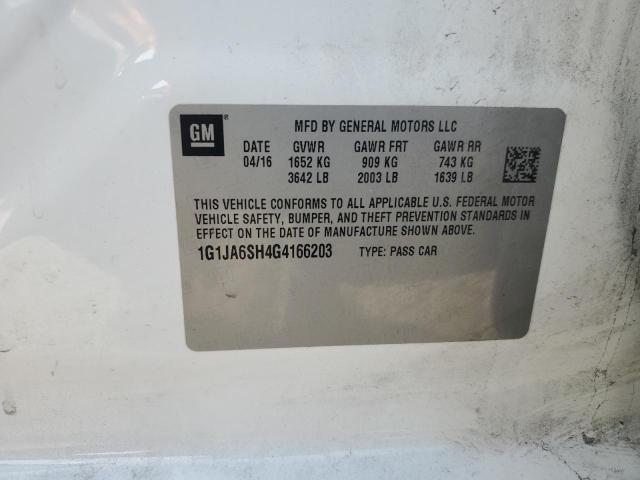 GM ®
MFD BY GENERAL MOTORS LLC
DATE GVWR GAWR FRT GAWR RR
04/16 1652 KG 909 KG 743 KG
3642 LB 2003 LB 1639 LB
THIS VEHICLE CONFORMS TO ALL APPLICABLE U.S. FEDERAL MOTOR
VEHICLE SAFETY, BUMPER, AND THEFT PREVENTION STANDARDS IN
EFFECT ON THE DATE OF MANUFACTURE SHOWN ABOVE.
1G1JA6SH4G4166203 TYPE: PASS CAR